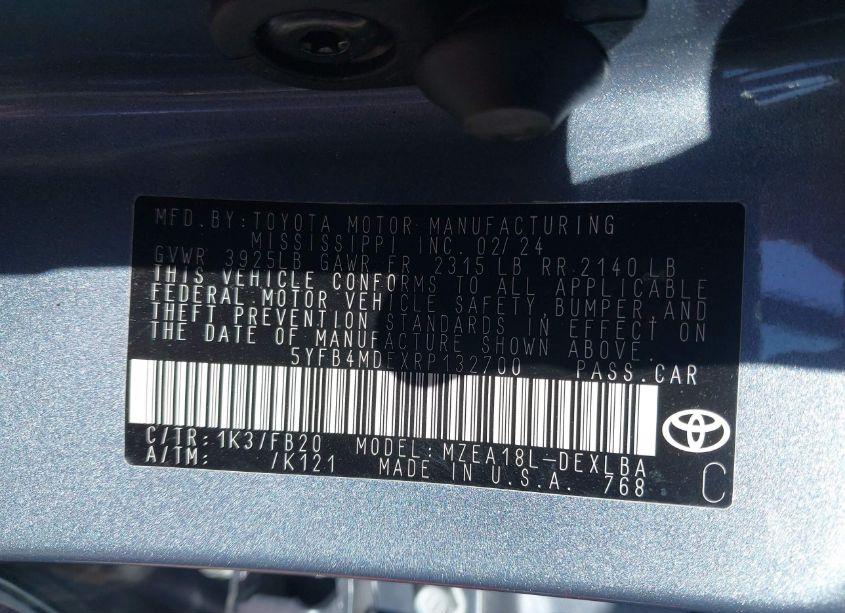 MFD. BY: TOYOTA MOTOR MANUFACTURING
MISSISSIPPI INC. 02/24
GVWR 3925LB GAWR FR 2315 LB RR 2140 LB
THIS VEHICLE CONFORMS TO ALL APPLICABLE
FEDERAL MOTOR VEHICLE SAFETY, BUMPER, AND
THEFT PREVENTION STANDARDS IN EFFECT ON
THE DATE OF MANUFACTURE SHOWN ABOVE.
5YFB4MDEXRP132700 PASS. CAR
C/TR: 1K3/FB20 MODEL: MZEA18L-DEXLBA
A/TM: /K121 MADE IN U.S.A. 768
C